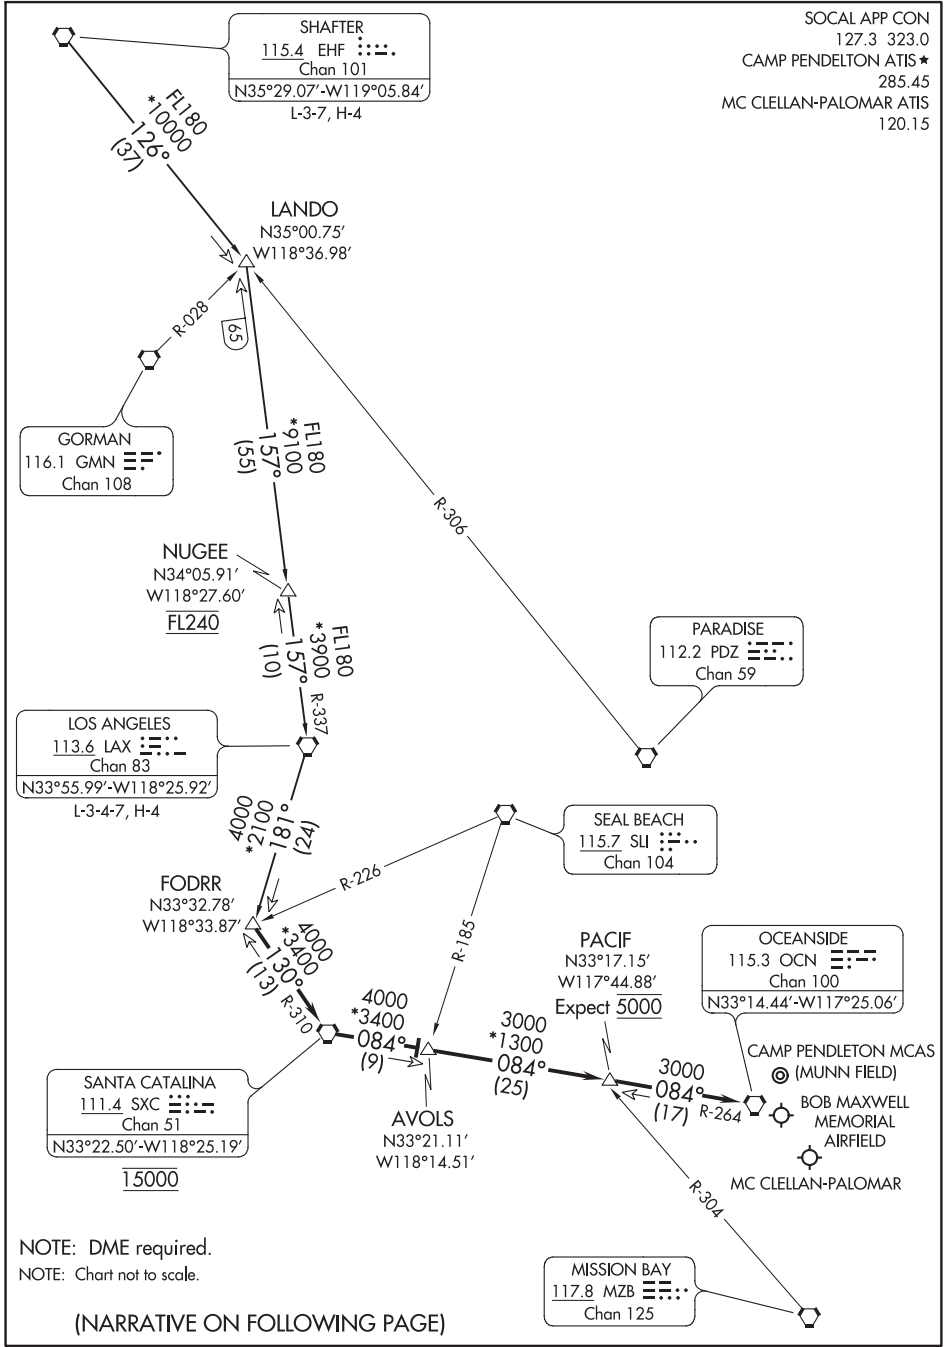 SOCAL APP CON
127.3 323.0
CAMP PENDELTON ATIS★
285.45
MC CLELLAN-PALOMAR ATIS
120.15
SHAFTER
115.4 EHF
Chan 101
N35°29.07'-W119°05.84'
L-3-7, H-4
FL180
*10000
126°
(37)
LANDO
N35°00.75'
W118°36.98'
R-028
65
GORMAN
116.1 GMN
Chan 108
FL180
*9100
157°
(55)
R-306
NUGEE
N34°05.91'
W118°27.60'
FL240
FL180
*3900
157°
(10)
R-337
PARADISE
112.2 PDZ
Chan 59
LOS ANGELES
113.6 LAX
Chan 83
N33°55.99'-W118°25.92'
L-3-4-7, H-4
4000
*2100
181°
(24)
SEAL BEACH
115.7 SLI
Chan 104
R-226
R-185
FODRR
N33°32.78'
W118°33.87'
4000
*3400
130°
(13)
R-310
PACIF
N33°17.15'
W117°44.88'
Expect 5000
OCEANSIDE
115.3 OCN
Chan 100
N33°14.44'-W117°25.06'
4000
*3400
084°
(9)
3000
*1300
084°
(25)
3000
084°
(17)
R-264
CAMP PENDLETON MCAS
(MUNN FIELD)
BOB MAXWELL
MEMORIAL
AIRFIELD
MC CLELLAN-PALOMAR
SANTA CATALINA
111.4 SXC
Chan 51
N33°22.50'-W118°25.19'
15000
AVOLS
N33°21.11'
W118°14.51'
R-304
NOTE: DME required.
NOTE: Chart not to scale.
MISSION BAY
117.8 MZB
Chan 125
(NARRATIVE ON FOLLOWING PAGE)